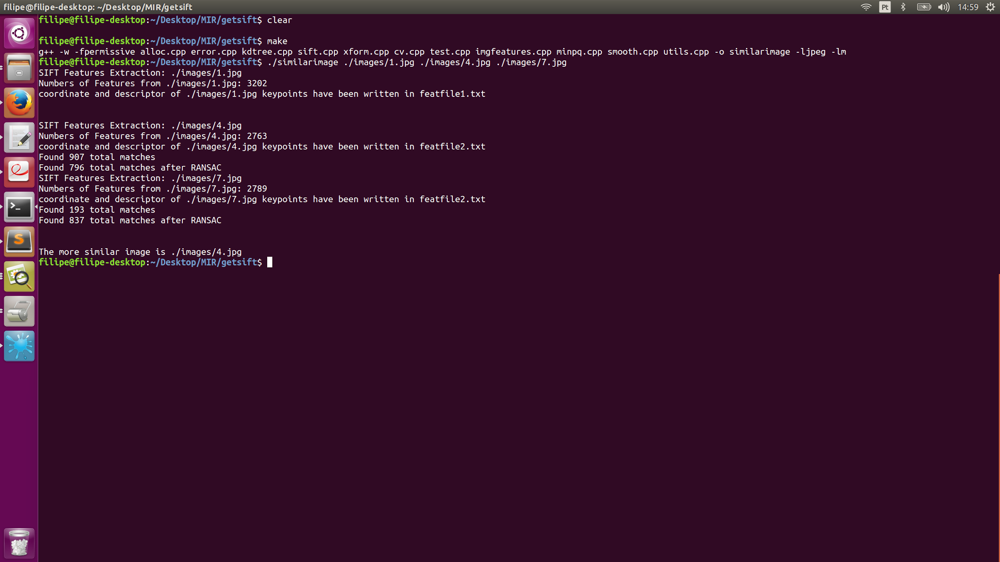 filipe@filipe-desktop: ~/Desktop/MIR/getsift
Pt
14:59
filipe@filipe-desktop:~/Desktop/MIR/getsift$ clear
filipe@filipe-desktop:~/Desktop/MIR/getsift$ make
g++ -w -fpermissive alloc.cpp error.cpp kdtree.cpp sift.cpp xform.cpp cv.cpp test.cpp imgfeatures.cpp minpq.cpp smooth.cpp utils.cpp -o similarimage -ljpeg -lm
filipe@filipe-desktop:~/Desktop/MIR/getsift$ ./similarimage ./images/1.jpg ./images/4.jpg ./images/7.jpg
SIFT Features Extraction: ./images/1.jpg
Numbers of Features from ./images/1.jpg: 3202
coordinate and descriptor of ./images/1.jpg keypoints have been written in featfile1.txt
SIFT Features Extraction: ./images/4.jpg
Numbers of Features from ./images/4.jpg: 2763
coordinate and descriptor of ./images/4.jpg keypoints have been written in featfile2.txt
Found 907 total matches
Found 796 total matches after RANSAC
SIFT Features Extraction: ./images/7.jpg
Numbers of Features from ./images/7.jpg: 2789
coordinate and descriptor of ./images/7.jpg keypoints have been written in featfile2.txt
Found 193 total matches
Found 837 total matches after RANSAC
The more similar image is ./images/4.jpg
filipe@filipe-desktop:~/Desktop/MIR/getsift$